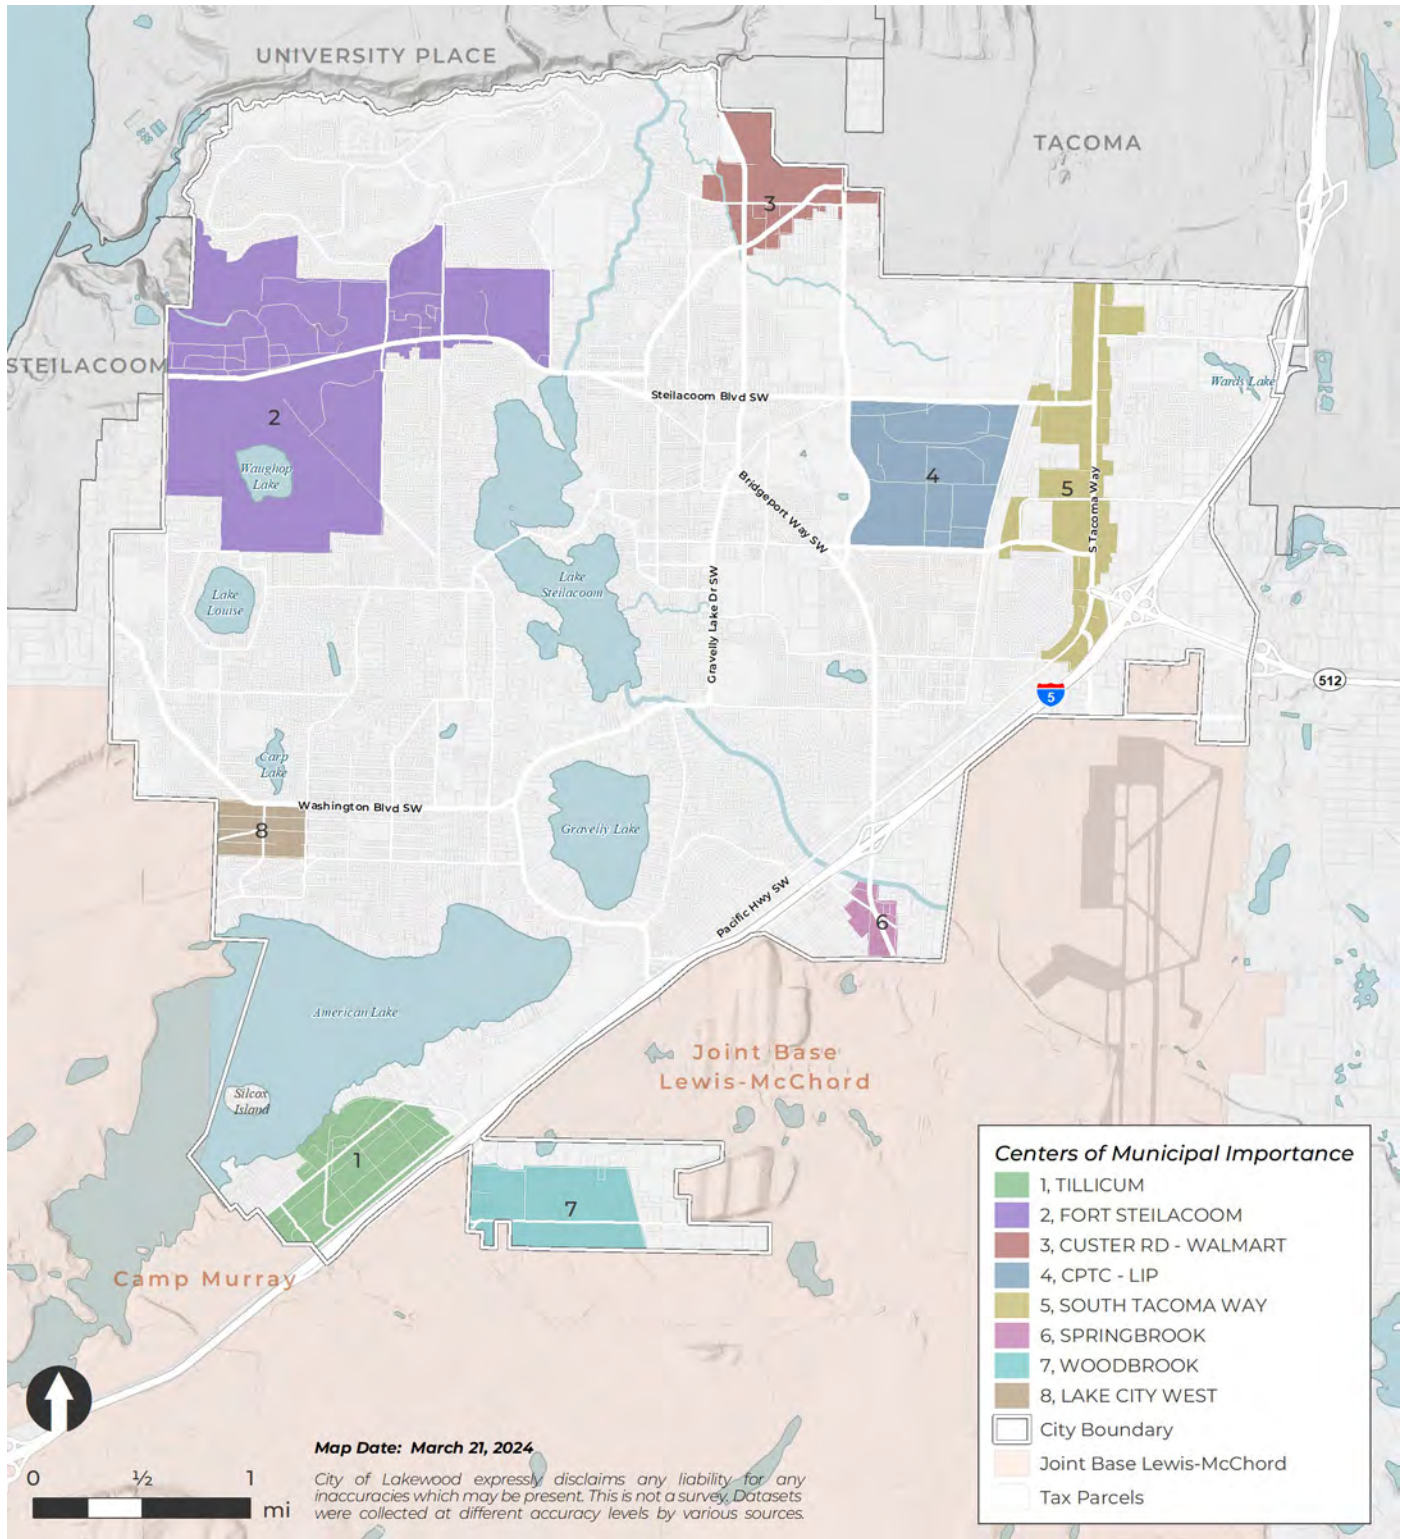 UNIVERSITY PLACE
TACOMA
3
STEILACOOM
Wards Lake
Steilacoom Blvd SW
2
Waughop
Lake
4
4
5
Bridgeport Way SW
S Tacoma Way
Lake
Louise
Lake
Steilacoom
Gravelly Lake Dr SW
512
5
Carp
Lake
Washington Blvd SW
8
Gravelly Lake
Pacific Hwy SW
6
American Lake
Joint Base
Lewis-McChord
Silcox
Island
1
7
Camp Murray
Centers of Municipal Importance
1, TILLICUM
2, FORT STEILACOOM
3, CUSTER RD - WALMART
4, CPTC - LIP
5, SOUTH TACOMA WAY
6, SPRINGBROOK
7, WOODBROOK
8, LAKE CITY WEST
City Boundary
Joint Base Lewis-McChord
Tax Parcels
Map Date: March 21, 2024
0 ½ 1
mi
City of Lakewood expressly disclaims any liability for any
inaccuracies which may be present. This is not a survey. Datasets
were collected at different accuracy levels by various sources.